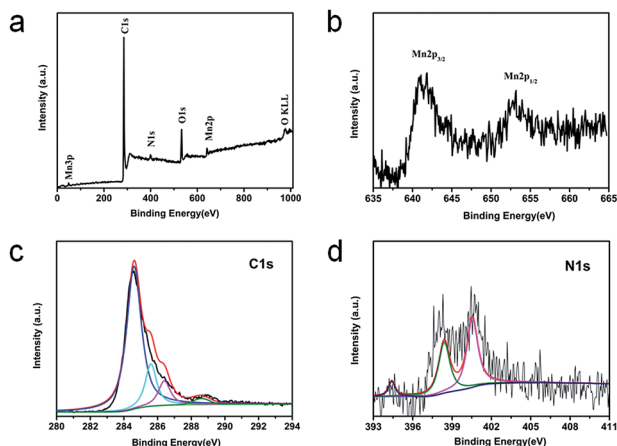 a
C1s
N1s
O1s
Mn2p
O KLL
Mn3p
Intensity (a.u.)
0 200 400 600 800 1000
Binding Energy(eV)
b
Mn2p3/2
Mn2p1/2
Intensity (a.u.)
635 640 645 650 655 660 665
Binding Energy(eV)
c
C1s
Intensity (a.u.)
280 282 284 286 288 290 292 294
Binding Energy(eV)
d
N1s
Intensity (a.u.)
393 396 399 402 405 408 411
Binding Energy(eV)